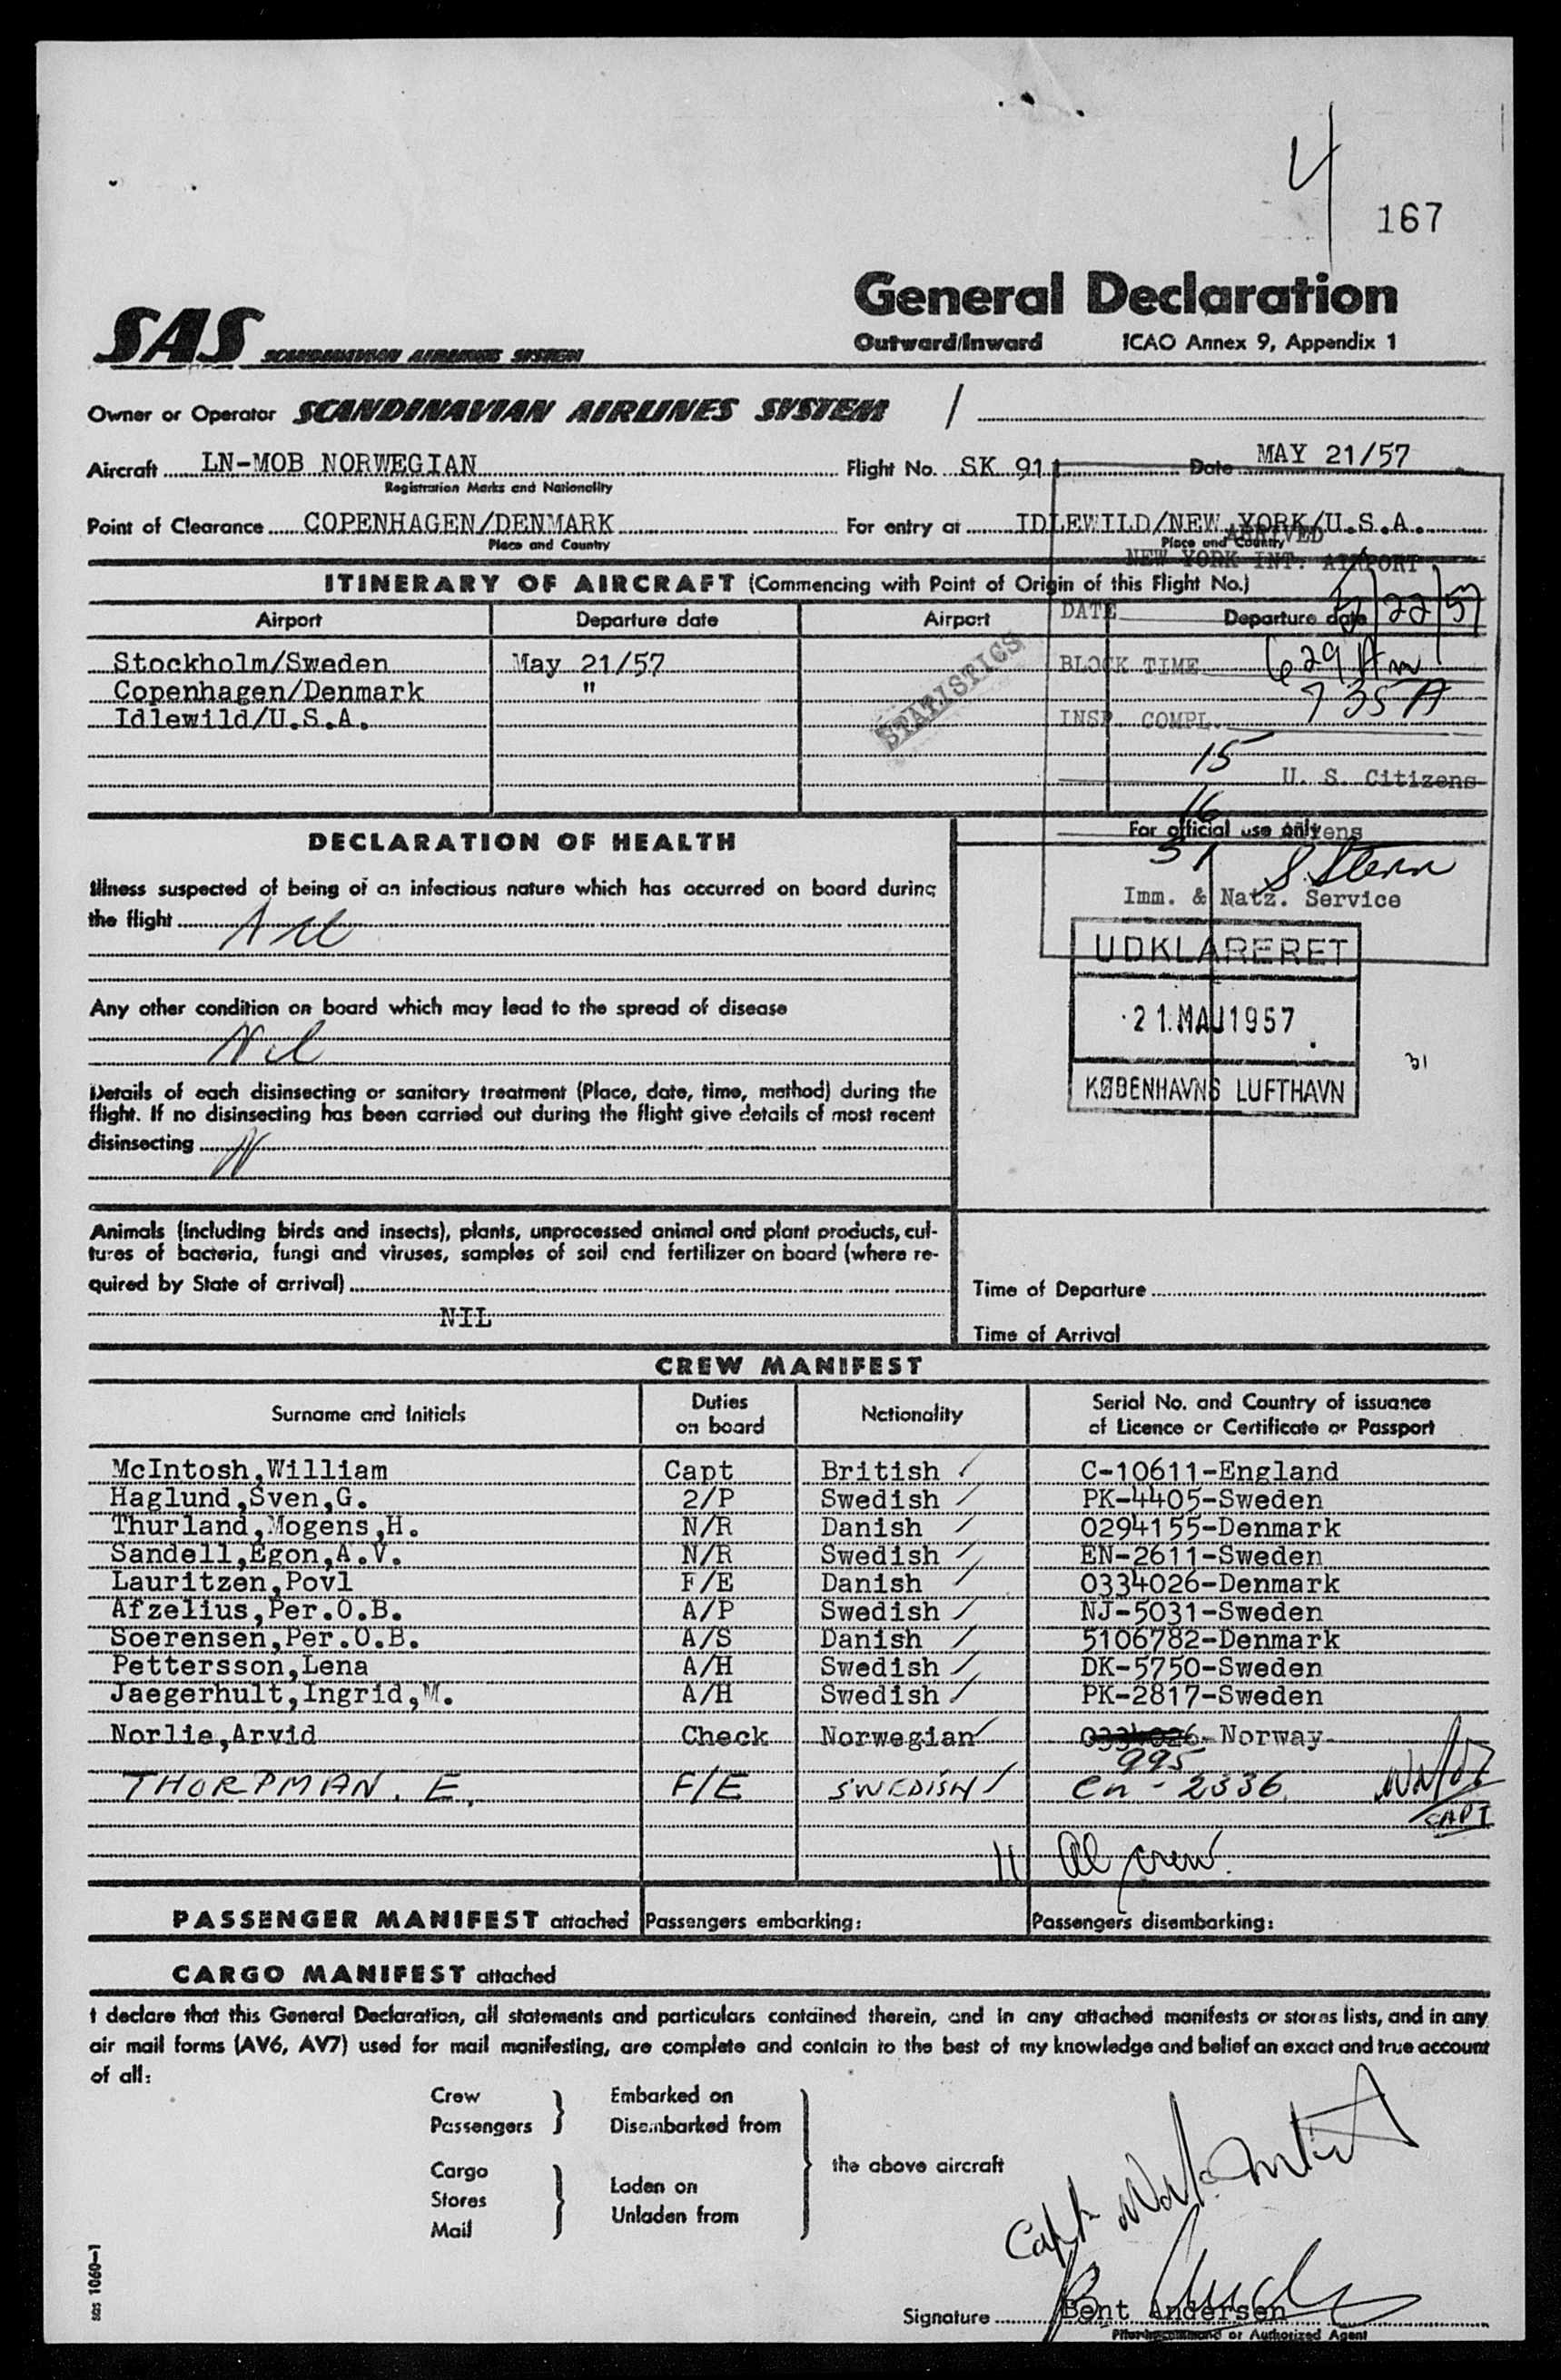 4
167
SAS SCANDINAVIAN AIRLINES SYSTEM
General Declaration
Outward/Inward ICAO Annex 9, Appendix 1
Owner or Operator SCANDINAVIAN AIRLINES SYSTEM /
Aircraft LN-MOB NORWEGIAN Flight No. SK 911 Date MAY 21/57
Registration Marks and Nationality
Point of Clearance COPENHAGEN/DENMARK For entry at IDLEWILD/NEW YORK/U.S.A.
Place and Country Place and Country
ARRIVED
NEW YORK INT. AIRPORT
ITINERARY OF AIRCRAFT (Commencing with Point of Origin of this Flight No.)
Airport Departure date Airport Departure date
DATE 5/22/57
Stockholm/Sweden May 21/57
BLOCK TIME 629 Am
Copenhagen/Denmark "
Idlewild/U.S.A.
INSP. COMPL. 735 A
STATISTICS
15 U. S. Citizens
16 Aliens
For official use only
31 S. Stern
Imm. & Natz. Service
DECLARATION OF HEALTH
Illness suspected of being of an infectious nature which has occurred on board during
the flight Nil
UDKLARERET
21. MAJ 1957
KØBENHAVNS LUFTHAVN
31
Any other condition on board which may lead to the spread of disease
Nil
Details of each disinsecting or sanitary treatment (Place, date, time, method) during the
flight. If no disinsecting has been carried out during the flight give details of most recent
disinsecting N
Animals (including birds and insects), plants, unprocessed animal and plant products, cul-
tures of bacteria, fungi and viruses, samples of soil and fertilizer on board (where re-
quired by State of arrival)
NIL
Time of Departure
Time of Arrival
CREW MANIFEST
Surname and Initials Duties on board Nationality Serial No. and Country of issuance of Licence or Certificate or Passport
McIntosh,William Capt British C-10611-England
Haglund,Sven,G. 2/P Swedish PK-4405-Sweden
Thurland,Mogens,H. N/R Danish 0294155-Denmark
Sandell,Egon,A.V. N/R Swedish EN-2611-Sweden
Lauritzen,Povl F/E Danish 0334026-Denmark
Afzelius,Per.O.B. A/P Swedish NJ-5031-Sweden
Soerensen,Per.O.B. A/S Danish 5106782-Denmark
Pettersson,Lena A/H Swedish DK-5750-Sweden
Jaegerhult,Ingrid,M. A/H Swedish PK-2817-Sweden
Norlie,Arvid Check Norwegian 0334026-Norway
995
THORPMAN. E. F/E SWEDISH en - 2336.
CAPT
11 al crew.
PASSENGER MANIFEST attached Passengers embarking: Passengers disembarking:
CARGO MANIFEST attached
I declare that this General Declaration, all statements and particulars contained therein, and in any attached manifests or stores lists, and in any
air mail forms (AV6, AV7) used for mail manifesting, are complete and contain to the best of my knowledge and belief an exact and true account
of all:
Crew
Passengers
Embarked on
Disembarked from
Cargo
Stores
Mail
Laden on
Unladen from
the above aircraft
Capt
Signature Bent Andersen
Pilot-in-command or Authorized Agent
SAS 1060-1